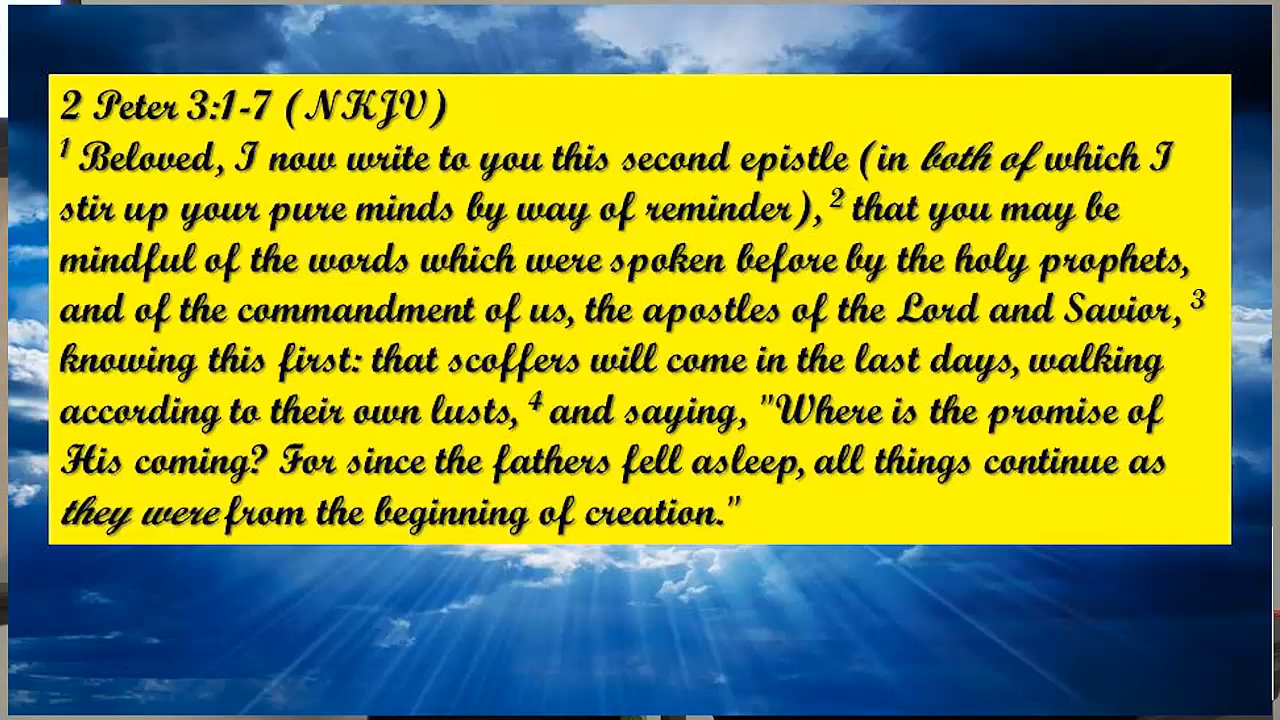 2 Peter 3:1-7 (NKJV)
1 Beloved, I now write to you this second epistle (in both of which I
stir up your pure minds by way of reminder), 2 that you may be
mindful of the words which were spoken before by the holy prophets,
and of the commandment of us, the apostles of the Lord and Savior, 3
knowing this first: that scoffers will come in the last days, walking
according to their own lusts, 4 and saying, "Where is the promise of
His coming? For since the fathers fell asleep, all things continue as
they were from the beginning of creation."